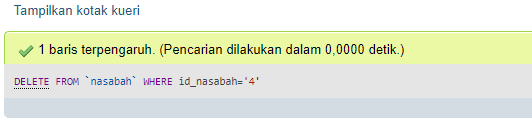 Tampilkan kotak kueri
1 baris terpengaruh. (Pencarian dilakukan dalam 0,0000 detik.)
DELETE FROM `nasabah` WHERE id_nasabah='4'